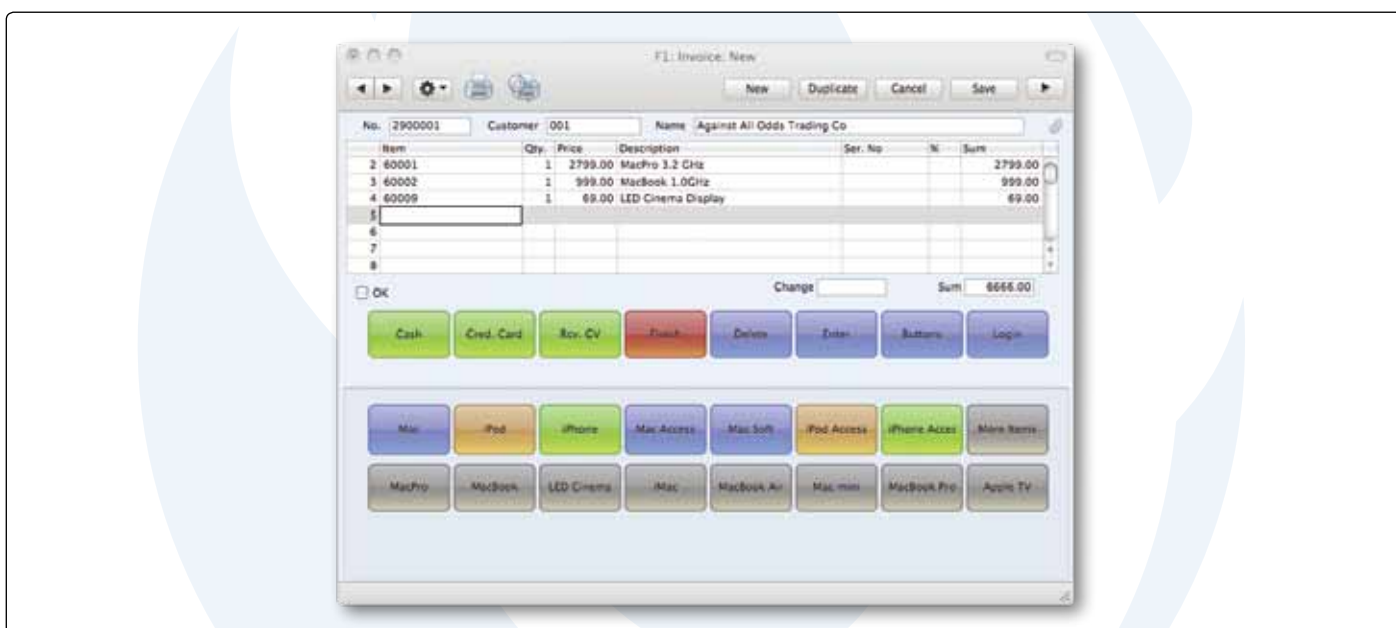 F1: Invoice: New
New Duplicate Cancel Save
No. 2900001 Customer 001 Name Against All Odds Trading Co
Item Qty. Price Description Ser. No % Sum
2 60001 1 2799.00 MacPro 3.2 GHz 2799.00
3 60002 1 999.00 MacBook 1.0GHz 999.00
4 60009 1 69.00 LED Cinema Display 69.00
5
6
7
8
OK Change Sum 6666.00
Cash Cred. Card Rcv. CV Finish Delete Enter Buttons Login
Mac iPod iPhone Mac Access Mac Soft iPod Access iPhone Acces More Items
MacPro MacBook LED Cinema iMac MacBook Air Mac mini MacBook Pro Apple TV